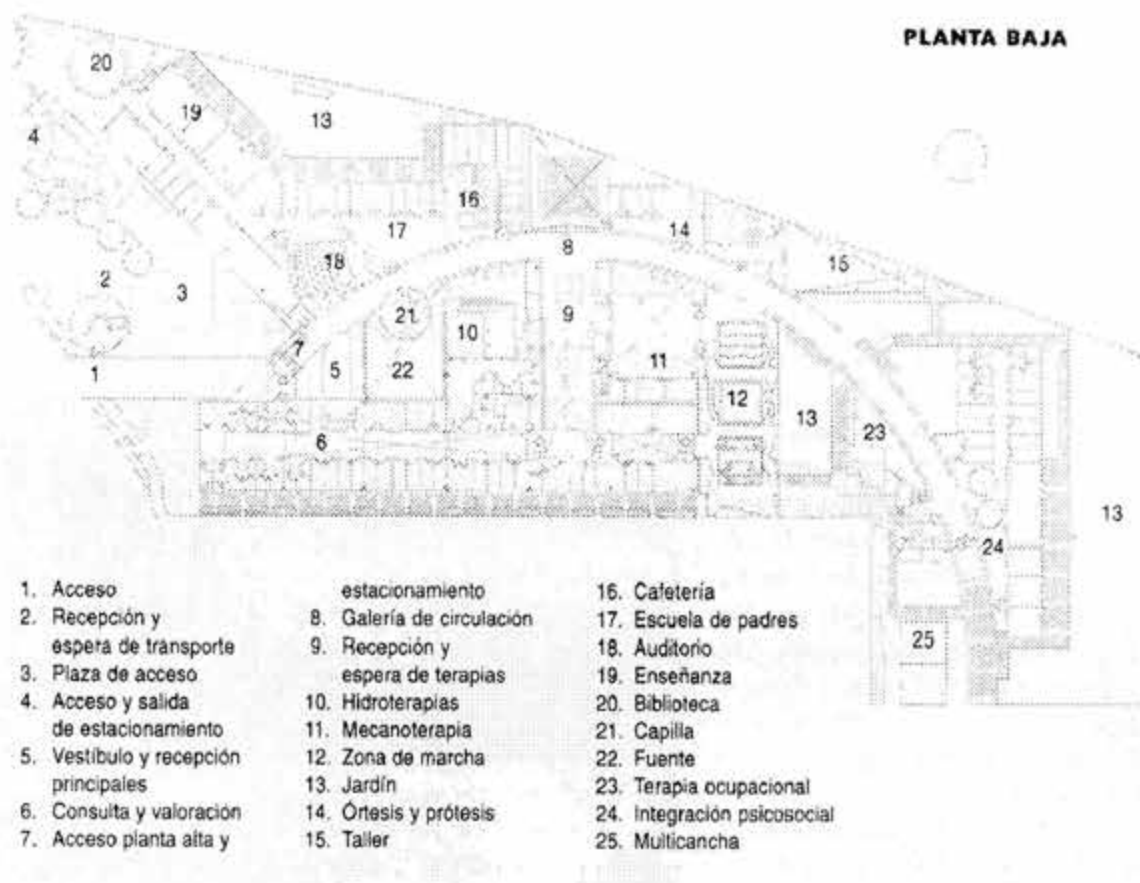 PLANTA BAJA
20
19
13
4
16
17
14
8
18
15
2
3
21
9
10
7
5
22
11
1
12
13
23
6
13
24
25
1. Acceso
2. Recepción y
espera de transporte
3. Plaza de acceso
4. Acceso y salida
de estacionamiento
5. Vestíbulo y recepción
principales
6. Consulta y valoración
7. Acceso planta alta y
estacionamiento
8. Galería de circulación
9. Recepción y
espera de terapias
10. Hidroterapias
11. Mecanoterapia
12. Zona de marcha
13. Jardín
14. Órtesis y prótesis
15. Taller
16. Cafetería
17. Escuela de padres
18. Auditorio
19. Enseñanza
20. Biblioteca
21. Capilla
22. Fuente
23. Terapia ocupacional
24. Integración psicosocial
25. Multicancha